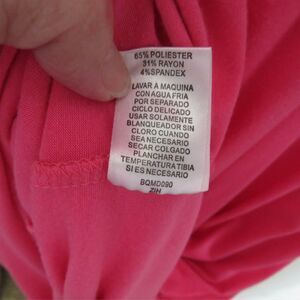 65% POLIESTER
31% RAYON
4%SPANDEX
LAVAR A MAQUINA
CON AGUA FRIA
POR SEPARADO
CICLO DELICADO
USAR SOLAMENTE
BLANQUEADOR SIN
CLORO CUANDO
SEA NECESARIO
SECAR COLGADO
PLANCHAR EN
TEMPERATURA TIBIA
SI ES NECESARIO
BQMD090
ZIH